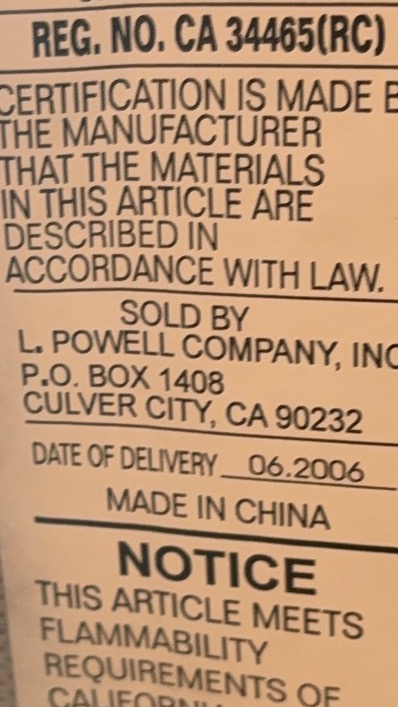 REG. NO. CA 34465(RC)
CERTIFICATION IS MADE
THE MANUFACTURER
THAT THE MATERIALS
IN THIS ARTICLE ARE
DESCRIBED IN
ACCORDANCE WITH LAW.
SOLD BY
L. POWELL COMPANY, INC
P.O. BOX 1408
CULVER CITY, CA 90232
DATE OF DELIVERY 06.2006
MADE IN CHINA
NOTICE
THIS ARTICLE MEETS
FLAMMABILITY
REQUIREMENTS OF